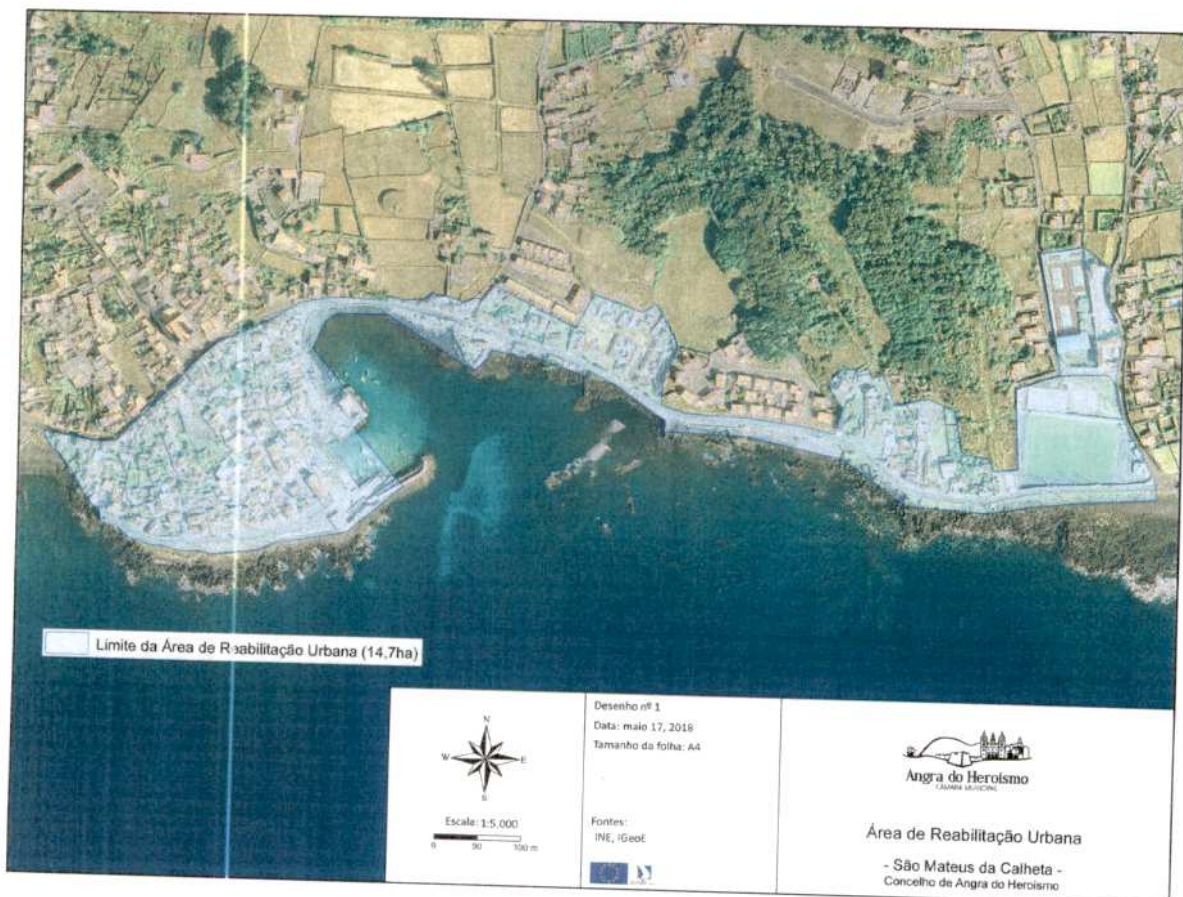 Limite da Área de Reabilitação Urbana (14,7ha)
N
W
E
S
Escala: 1:5.000
0 50 100 m
Desenho nº 1
Data: maio 17, 2018
Tamanho da folha: A4
Fontes:
INE, IGeoE
Angra do Heroismo
CÂMARA MUNICIPAL
Área de Reabilitação Urbana
- São Mateus da Calheta -
Concelho de Angra do Heroismo